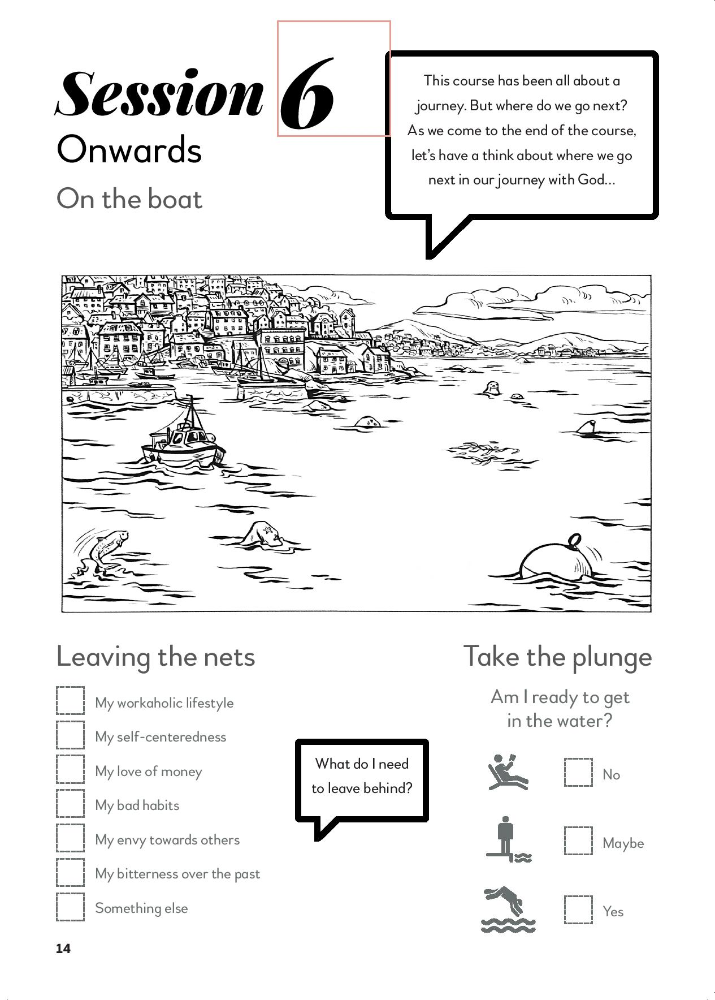 Session 6
Onwards
On the boat
This course has been all about a
journey. But where do we go next?
As we come to the end of the course,
let's have a think about where we go
next in our journey with God...
Leaving the nets
My workaholic lifestyle
My self-centeredness
My love of money
My bad habits
My envy towards others
My bitterness over the past
Something else
What do I need
to leave behind?
Take the plunge
Am I ready to get
in the water?
No
Maybe
Yes
14